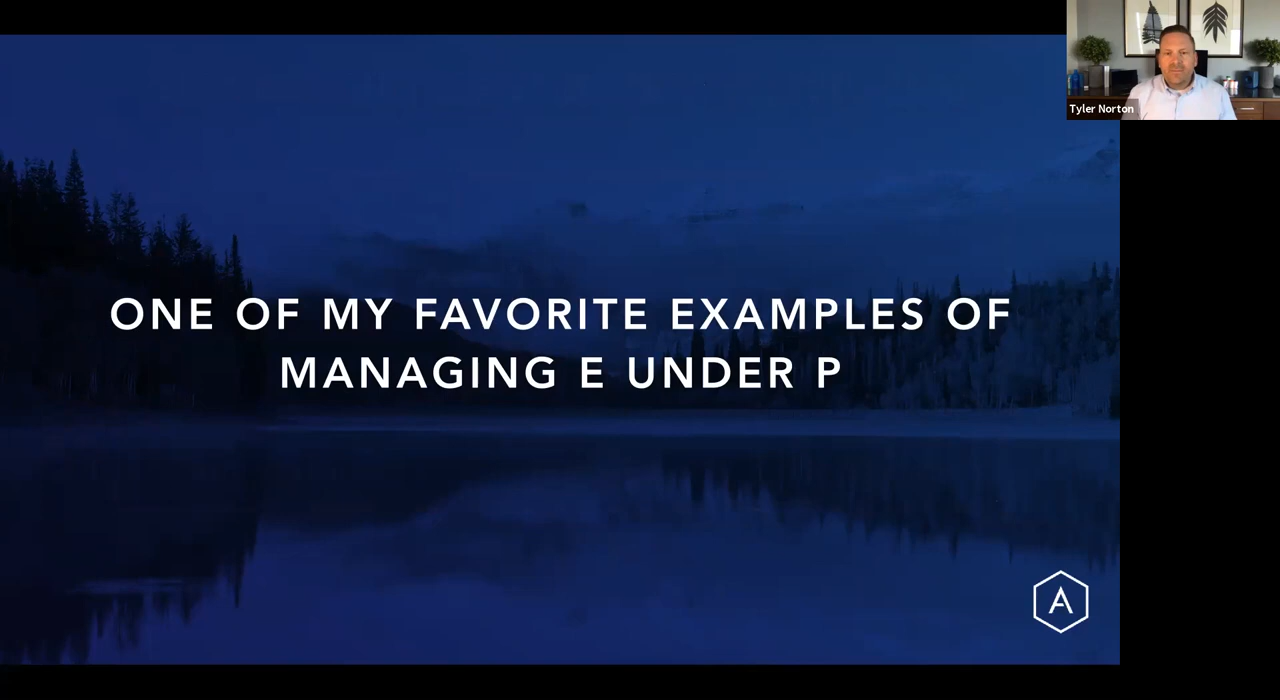 Tyler Norton
ONE OF MY FAVORITE EXAMPLES OF
MANAGING E UNDER P
A